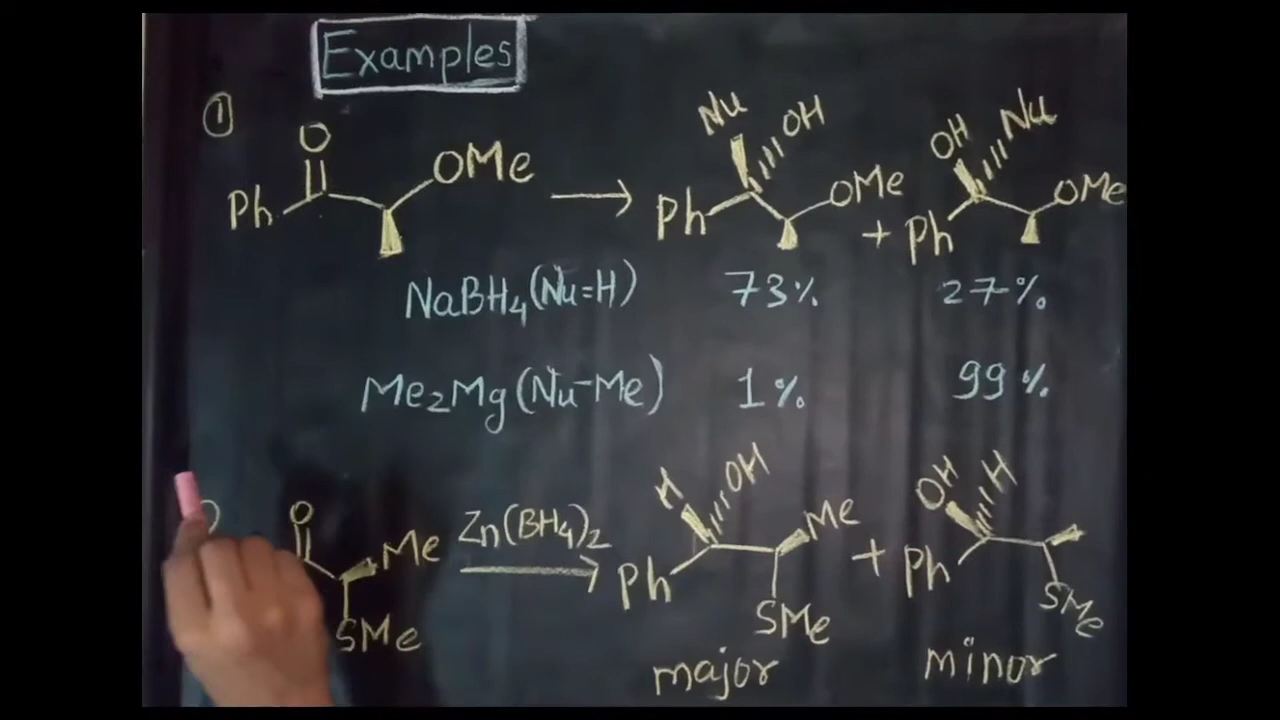 Examples
①
O
Ph
OMe
Nu OH
Ph
OMe
+
OH Nu
Ph
OMe
NaBH4(Nu=H) 73% 27%
Me2Mg(Nu-Me) 1% 99%
O
Me
SMe
Zn(BH4)2
H OH
Ph
Me
SMe
major
+
OH H
Ph
SMe
minor